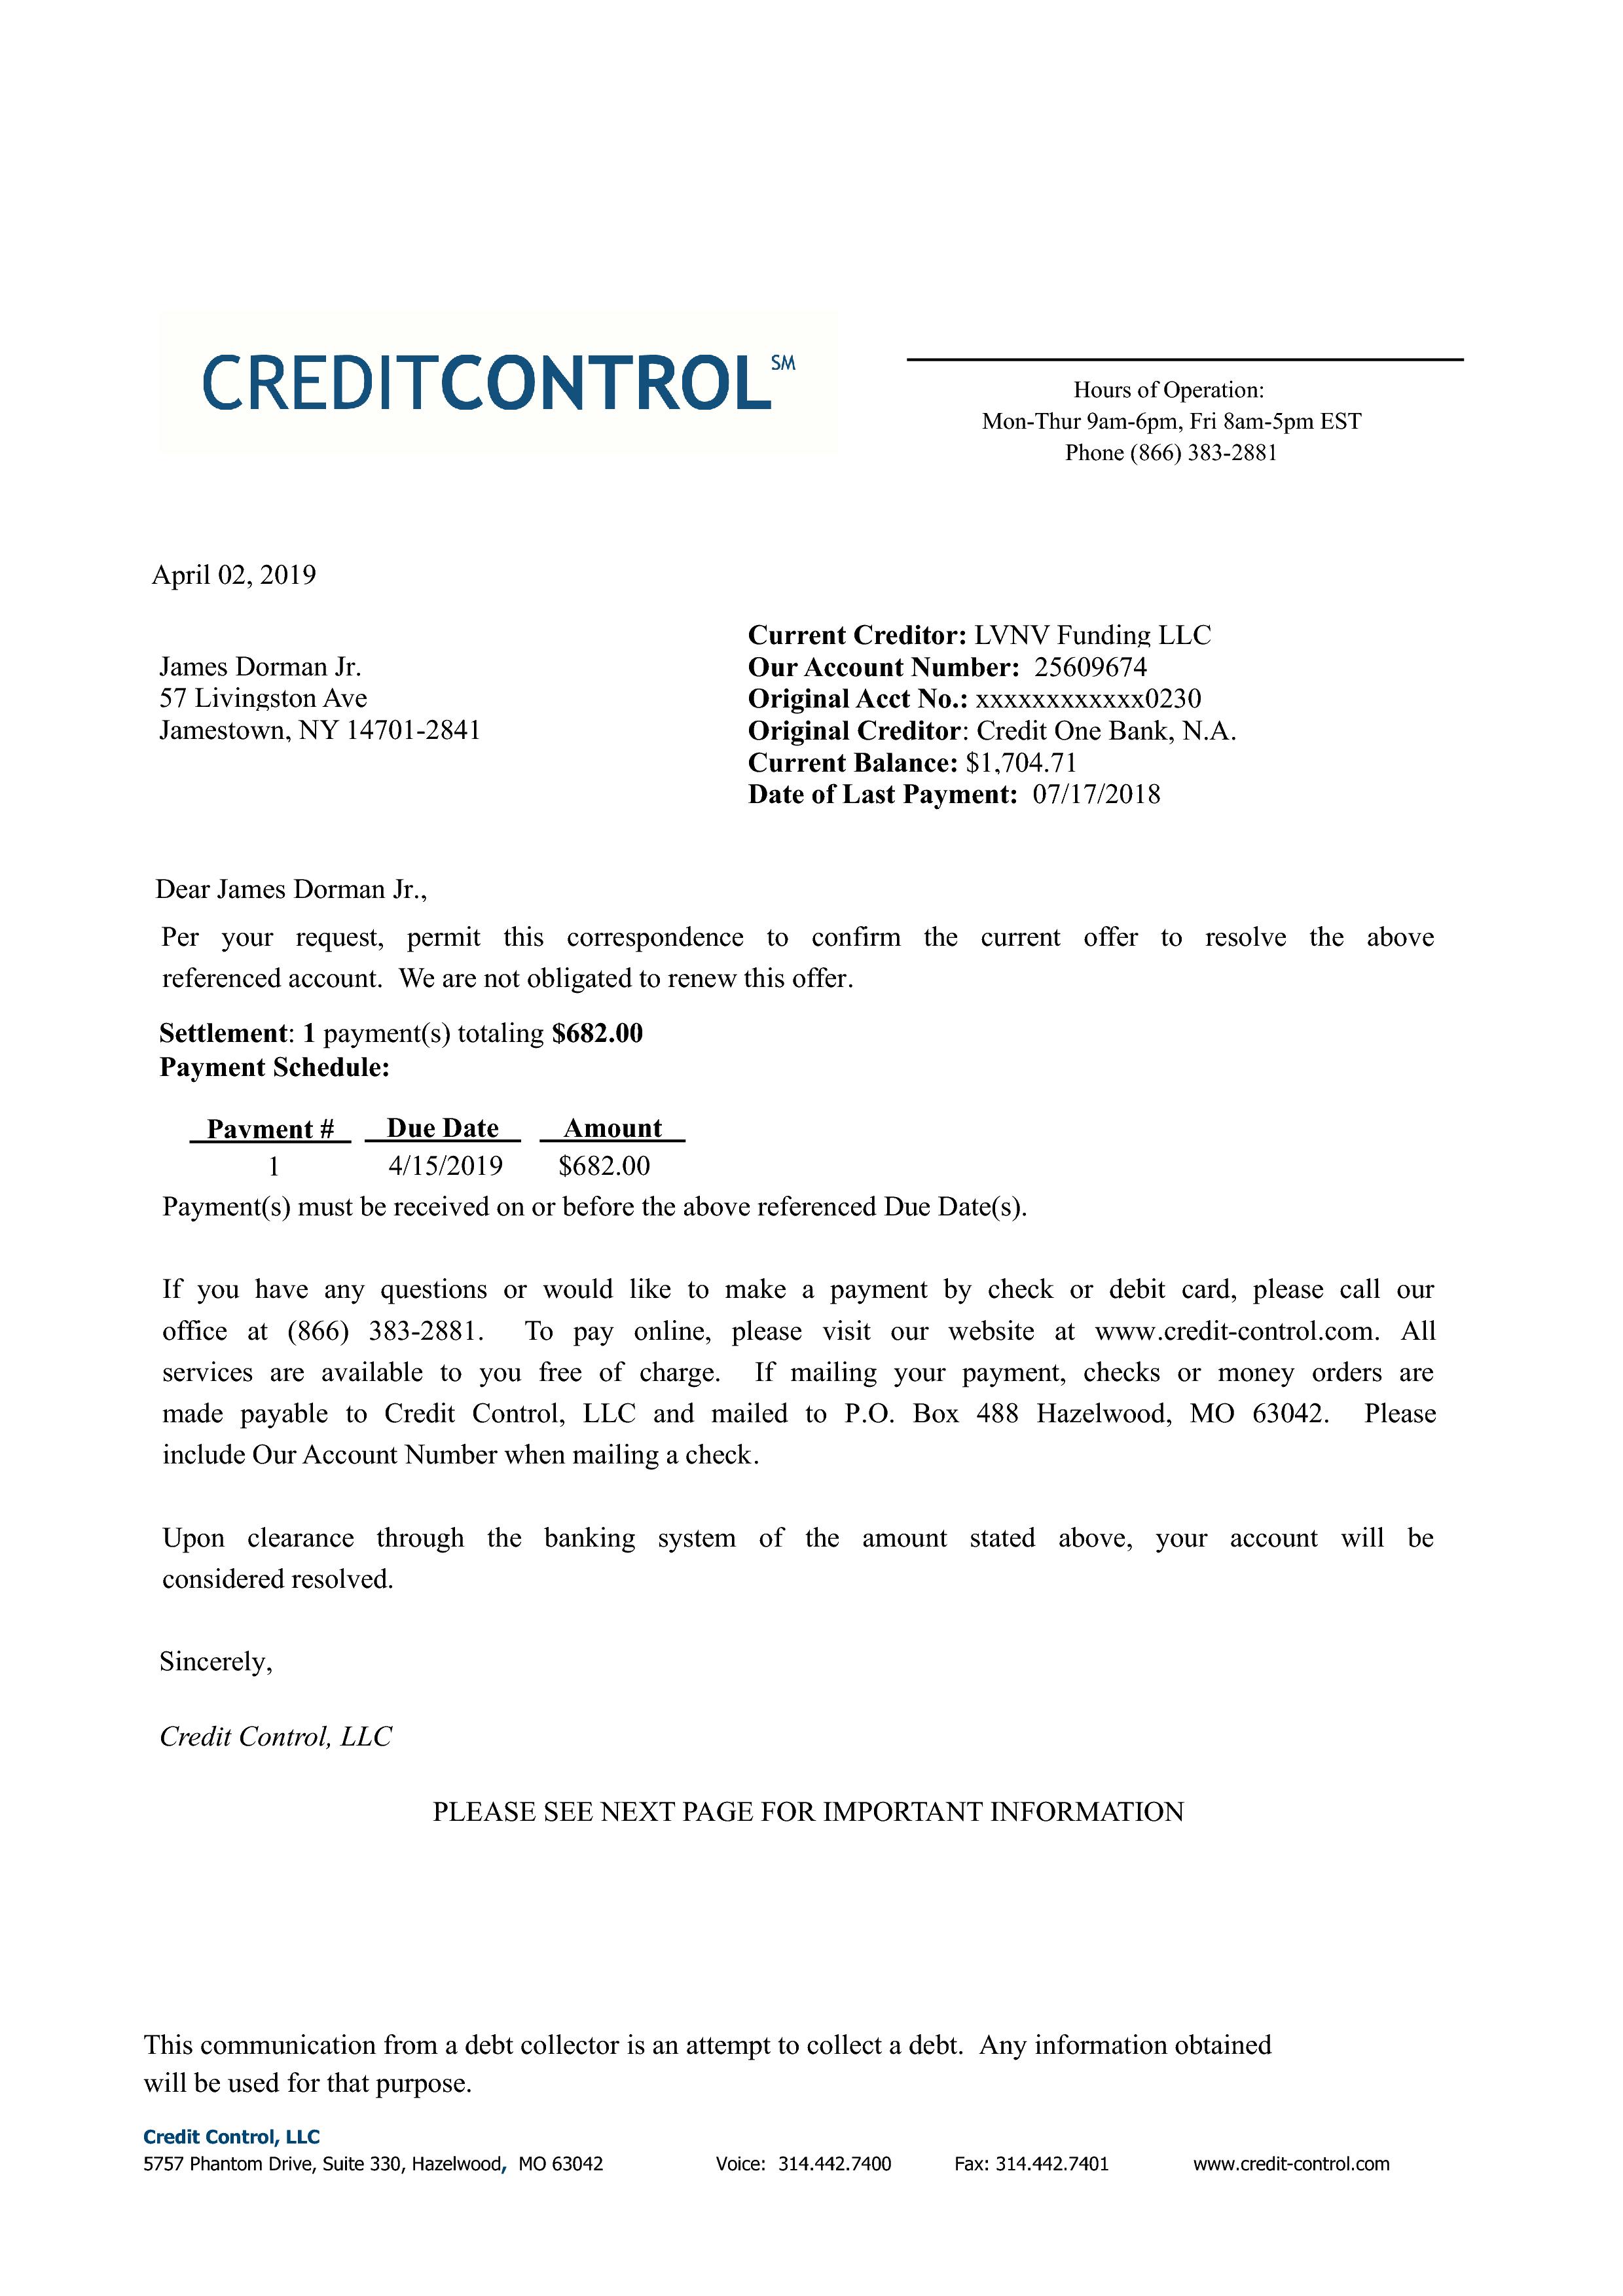 CREDITCONTROL SM
Hours of Operation:
Mon-Thur 9am-6pm, Fri 8am-5pm EST
Phone (866) 383-2881
April 02, 2019
Current Creditor: LVNV Funding LLC
James Dorman Jr.
Our Account Number: 25609674
57 Livingston Ave
Original Acct No.: xxxxxxxxxxxx0230
Jamestown, NY 14701-2841
Original Creditor: Credit One Bank, N.A.
Current Balance: $1,704.71
Date of Last Payment: 07/17/2018
Dear James Dorman Jr.,
Per your request, permit this correspondence to confirm the current offer to resolve the above
referenced account. We are not obligated to renew this offer.
Settlement: 1 payment(s) totaling $682.00
Payment Schedule:
Payment # Due Date Amount
1 4/15/2019 $682.00
Payment(s) must be received on or before the above referenced Due Date(s).
If you have any questions or would like to make a payment by check or debit card, please call our
office at (866) 383-2881. To pay online, please visit our website at www.credit-control.com. All
services are available to you free of charge. If mailing your payment, checks or money orders are
made payable to Credit Control, LLC and mailed to P.O. Box 488 Hazelwood, MO 63042. Please
include Our Account Number when mailing a check.
Upon clearance through the banking system of the amount stated above, your account will be
considered resolved.
Sincerely,
Credit Control, LLC
PLEASE SEE NEXT PAGE FOR IMPORTANT INFORMATION
This communication from a debt collector is an attempt to collect a debt. Any information obtained
will be used for that purpose.
Credit Control, LLC
5757 Phantom Drive, Suite 330, Hazelwood, MO 63042 Voice: 314.442.7400 Fax: 314.442.7401 www.credit-control.com